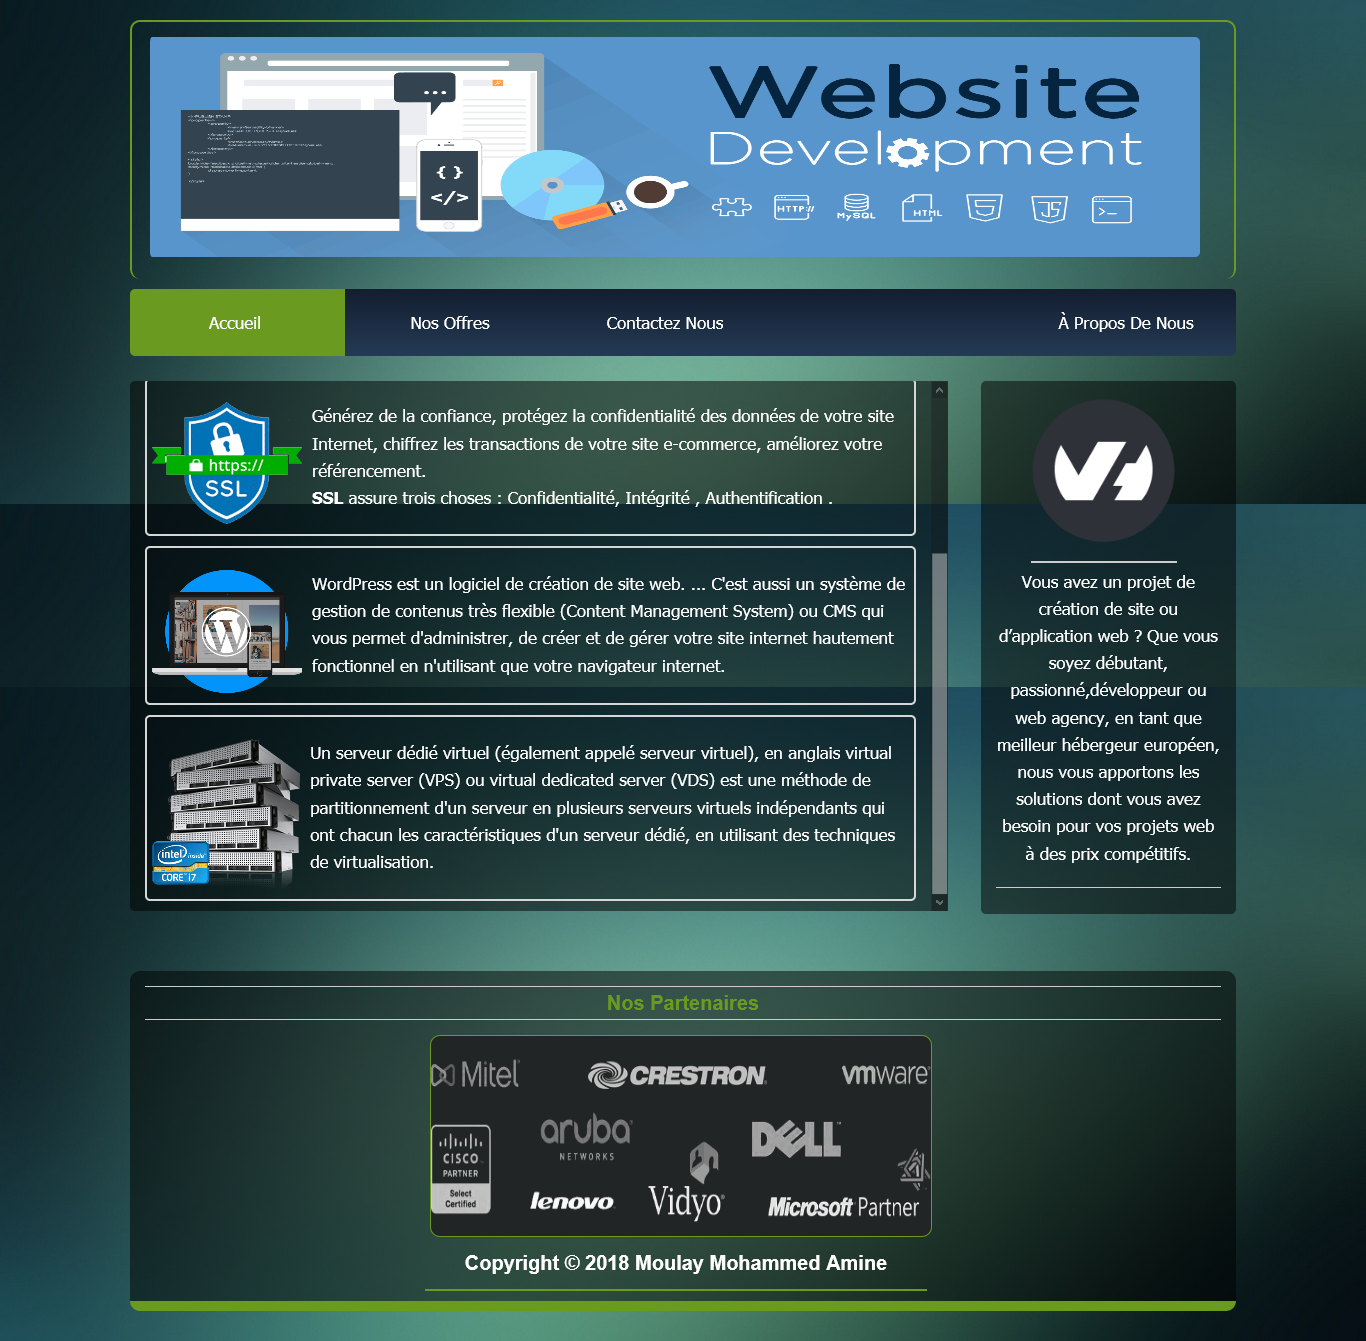 Website
Development
...
{ }
</>
HTTP://
MySQL
HTML
JS
>_
Accueil
Nos Offres
Contactez Nous
À Propos De Nous
Générez de la confiance, protégez la confidentialité des données de votre site
Internet, chiffrez les transactions de votre site e-commerce, améliorez votre
référencement.
SSL assure trois choses : Confidentialité, Intégrité , Authentification .
https://
SSL
WordPress est un logiciel de création de site web. ... C'est aussi un système de
gestion de contenus très flexible (Content Management System) ou CMS qui
vous permet d'administrer, de créer et de gérer votre site internet hautement
fonctionnel en n'utilisant que votre navigateur internet.
W
Un serveur dédié virtuel (également appelé serveur virtuel), en anglais virtual
private server (VPS) ou virtual dedicated server (VDS) est une méthode de
partitionnement d'un serveur en plusieurs serveurs virtuels indépendants qui
ont chacun les caractéristiques d'un serveur dédié, en utilisant des techniques
de virtualisation.
intel inside
CORE i7
Vous avez un projet de
création de site ou
d’application web ? Que vous
soyez débutant,
passionné,développeur ou
web agency, en tant que
meilleur hébergeur européen,
nous vous apportons les
solutions dont vous avez
besoin pour vos projets web
à des prix compétitifs.
Nos Partenaires
Mitel
CRESTRON
vmware
aruba
NETWORKS
DELL
CISCO
PARTNER
Select
Certified
lenovo
Vidyo
Microsoft Partner
Copyright © 2018 Moulay Mohammed Amine